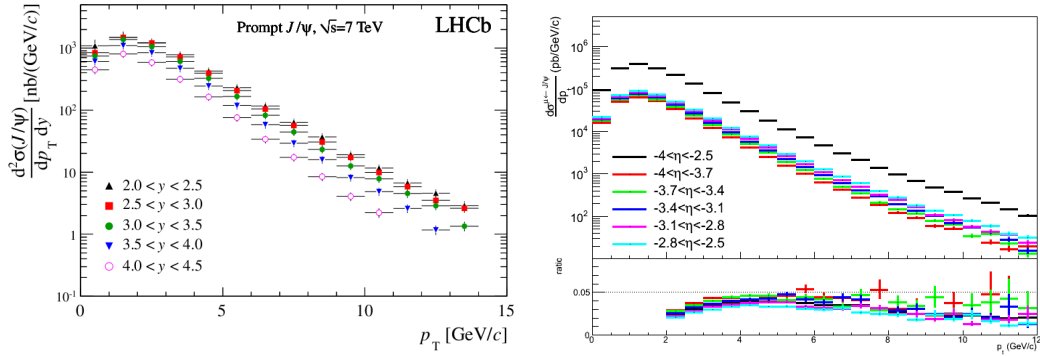 Prompt J/ψ, √s=7 TeV
LHCb
d²σ(J/ψ)/dp_T dy [nb/(GeV/c)]
10³
10²
10
1
10⁻¹
2.0 < y < 2.5
2.5 < y < 3.0
3.0 < y < 3.5
3.5 < y < 4.0
4.0 < y < 4.5
0
5
10
15
p_T [GeV/c]
dσ^{μ← J/ψ}/dp (pb/GeV/c)
10⁶
10⁵
10⁴
10³
10²
-4<η<-2.5
-4<η<-3.7
-3.7<η<-3.4
-3.4<η<-3.1
-3.1<η<-2.8
-2.8<η<-2.5
ratio
0.05
0
0
2
4
6
8
10
12
p_T (GeV/c)